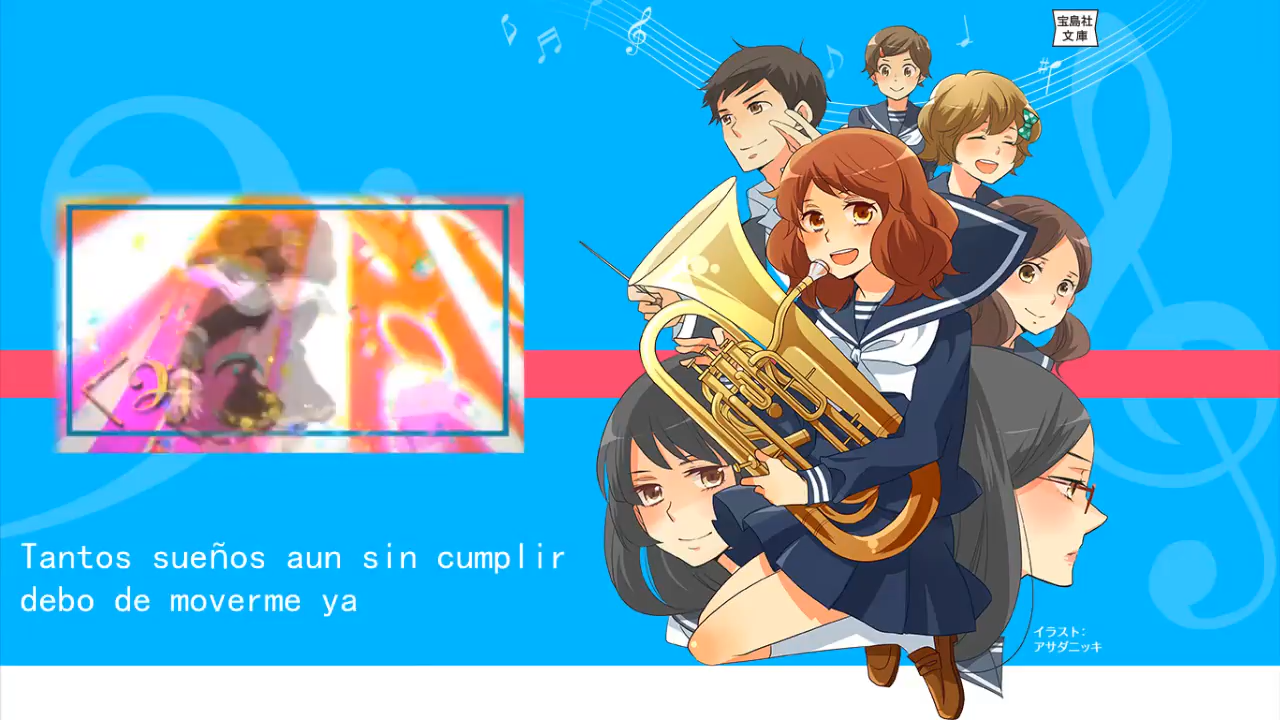 宝島社
文庫
Tantos sueños aun sin cumplir
debo de moverme ya
イラスト:
アサダニッキ